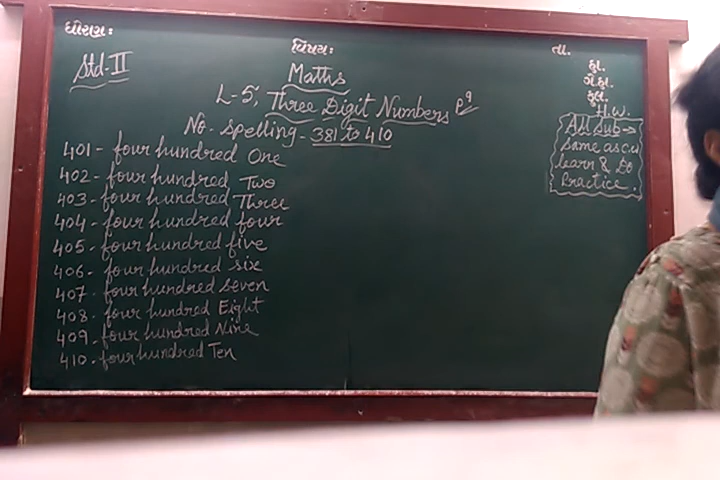 ધોરણ: વિષય: તા.
Std-II
Maths
હા.
ગે.હા.
કુલ.
L-5, Three Digit Numbers P9
No. Spelling - 381 to 410
401 - four hundred One
402 - four hundred Two
403 - four hundred Three
404 - four hundred four
405 - four hundred five
406 - four hundred six
407 - four hundred seven
408 - four hundred Eight
409 - four hundred Nine
410 - four hundred Ten
H.W.
All Sub →
Same as c.w
learn & Do
Practice.